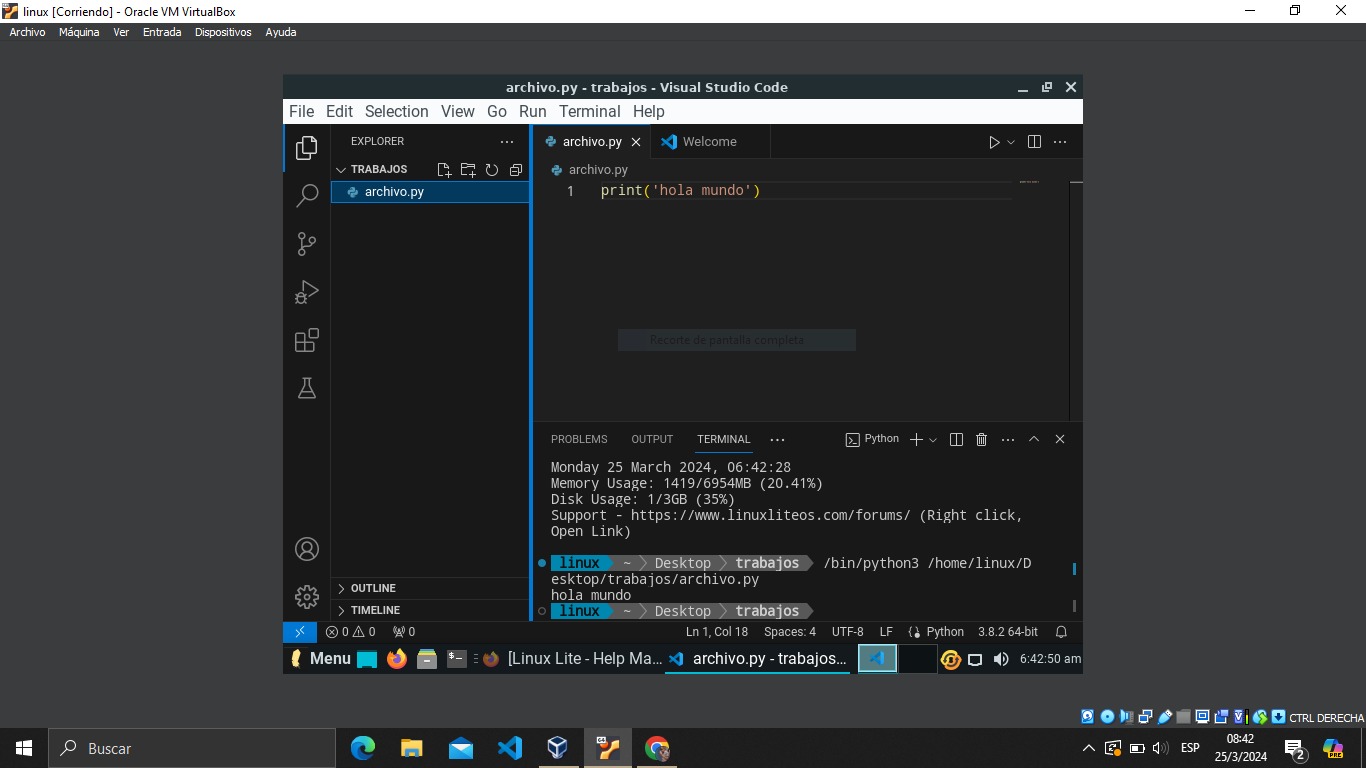 linux [Corriendo] - Oracle VM VirtualBox
Archivo Máquina Ver Entrada Dispositivos Ayuda
archivo.py - trabajos - Visual Studio Code
File Edit Selection View Go Run Terminal Help
EXPLORER
TRABAJOS
archivo.py
OUTLINE
TIMELINE
archivo.py Welcome
archivo.py
1 print('hola mundo')
Recorte de pantalla completa
PROBLEMS OUTPUT TERMINAL Python
Monday 25 March 2024, 06:42:28
Memory Usage: 1419/6954MB (20.41%)
Disk Usage: 1/3GB (35%)
Support - https://www.linuxliteos.com/forums/ (Right click,
Open Link)
linux ~ Desktop trabajos /bin/python3 /home/linux/D
esktop/trabajos/archivo.py
hola mundo
linux ~ Desktop trabajos
0 0 0 Ln 1, Col 18 Spaces: 4 UTF-8 LF Python 3.8.2 64-bit
Menu [Linux Lite - Help Ma... archivo.py - trabajos... 6:42:50 am
CTRL DERECHA
Buscar ESP 08:42
25/3/2024 2 PRE